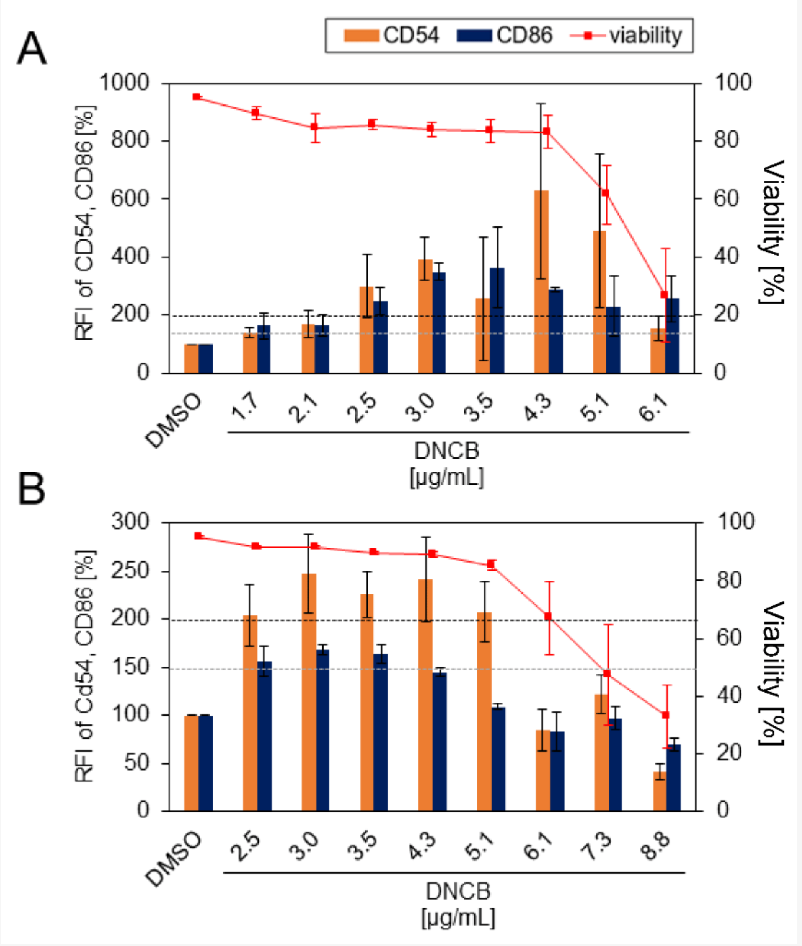 A
CD54 CD86 viability
RFI of CD54, CD86 [%]
1000
800
600
400
200
0
100
80
60
40
20
0
Viability [%]
DMSO 1.7 2.1 2.5 3.0 3.5 4.3 5.1 6.1
DNCB
[µg/mL]
B
RFI of Cd54, CD86 [%]
300
250
200
150
100
50
0
100
80
60
40
20
0
Viability [%]
DMSO 2.5 3.0 3.5 4.3 5.1 6.1 7.3 8.8
DNCB
[µg/mL]